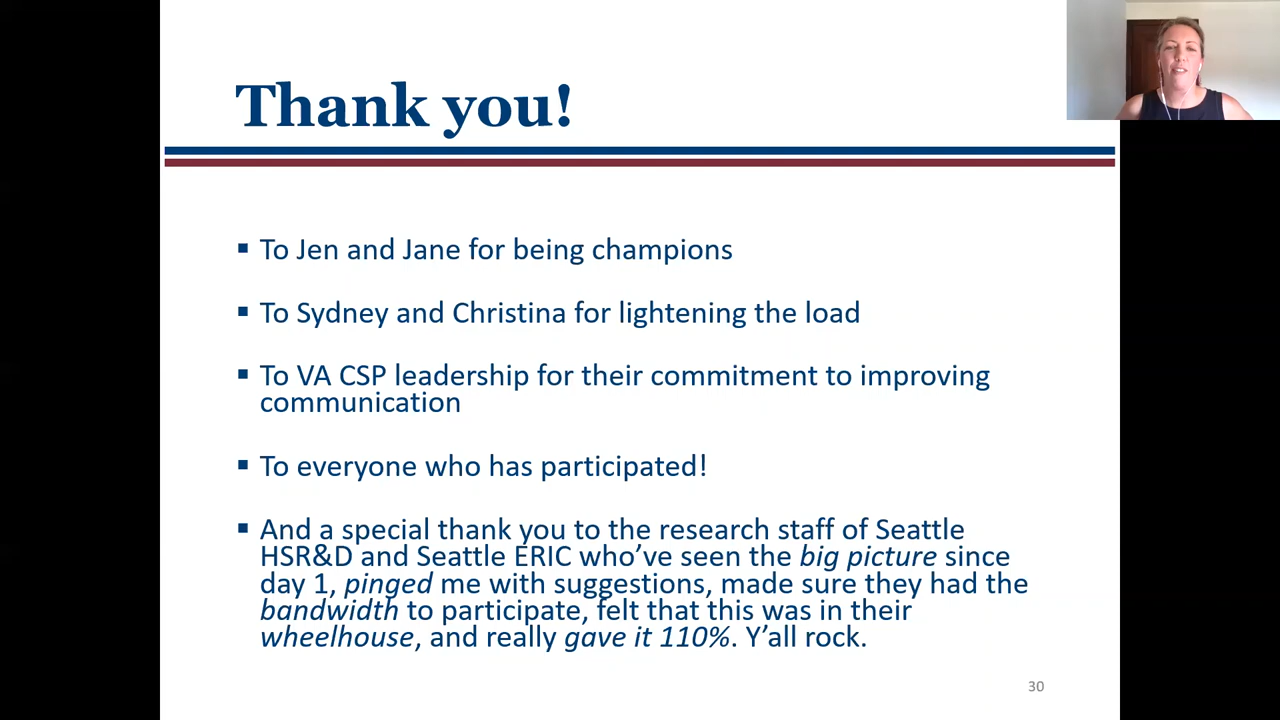 Thank you!
▪ To Jen and Jane for being champions
▪ To Sydney and Christina for lightening the load
▪ To VA CSP leadership for their commitment to improving
communication
▪ To everyone who has participated!
▪ And a special thank you to the research staff of Seattle
HSR&D and Seattle ERIC who’ve seen the big picture since
day 1, pinged me with suggestions, made sure they had the
bandwidth to participate, felt that this was in their
wheelhouse, and really gave it 110%. Y’all rock.
30